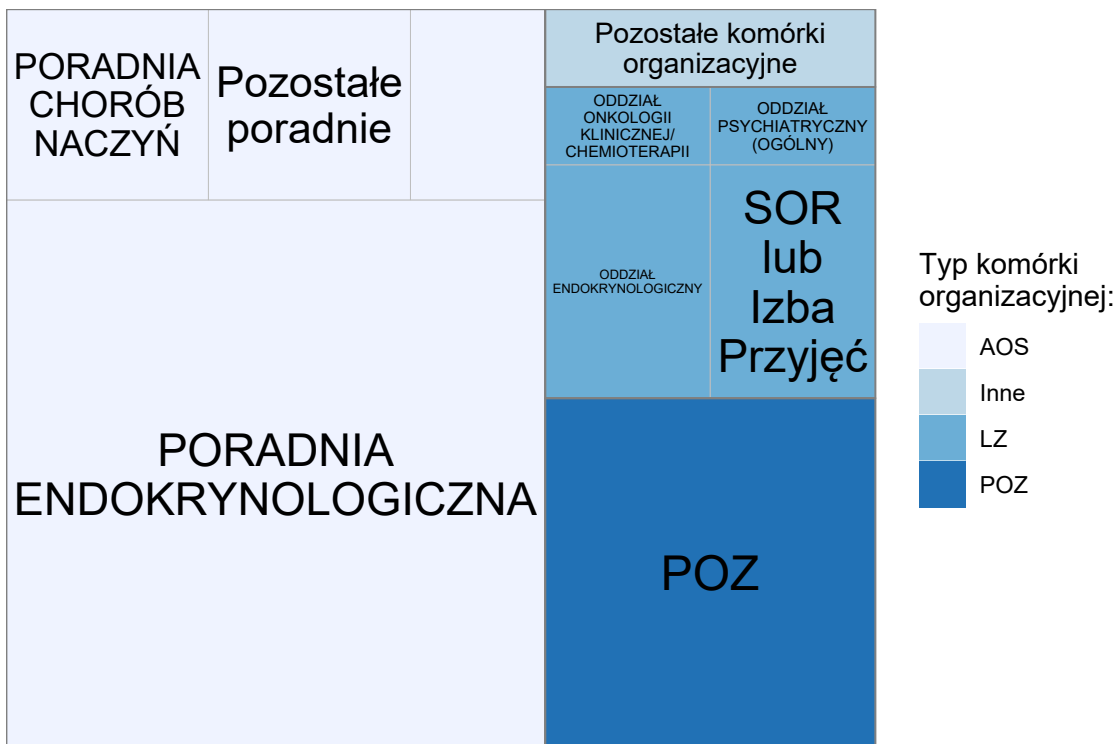 PORADNIA
CHORÓB
NACZYŃ
Pozostałe
poradnie
Pozostałe komórki
organizacyjne
ODDZIAŁ
ONKOLOGII
KLINICZNEJ/
CHEMIOTERAPII
ODDZIAŁ
PSYCHIATRYCZNY
(OGÓLNY)
ODDZIAŁ
ENDOKRYNOLOGICZNY
SOR
lub
Izba
Przyjęć
PORADNIA
ENDOKRYNOLOGICZNA
POZ
Typ komórki
organizacyjnej:
AOS
Inne
LZ
POZ